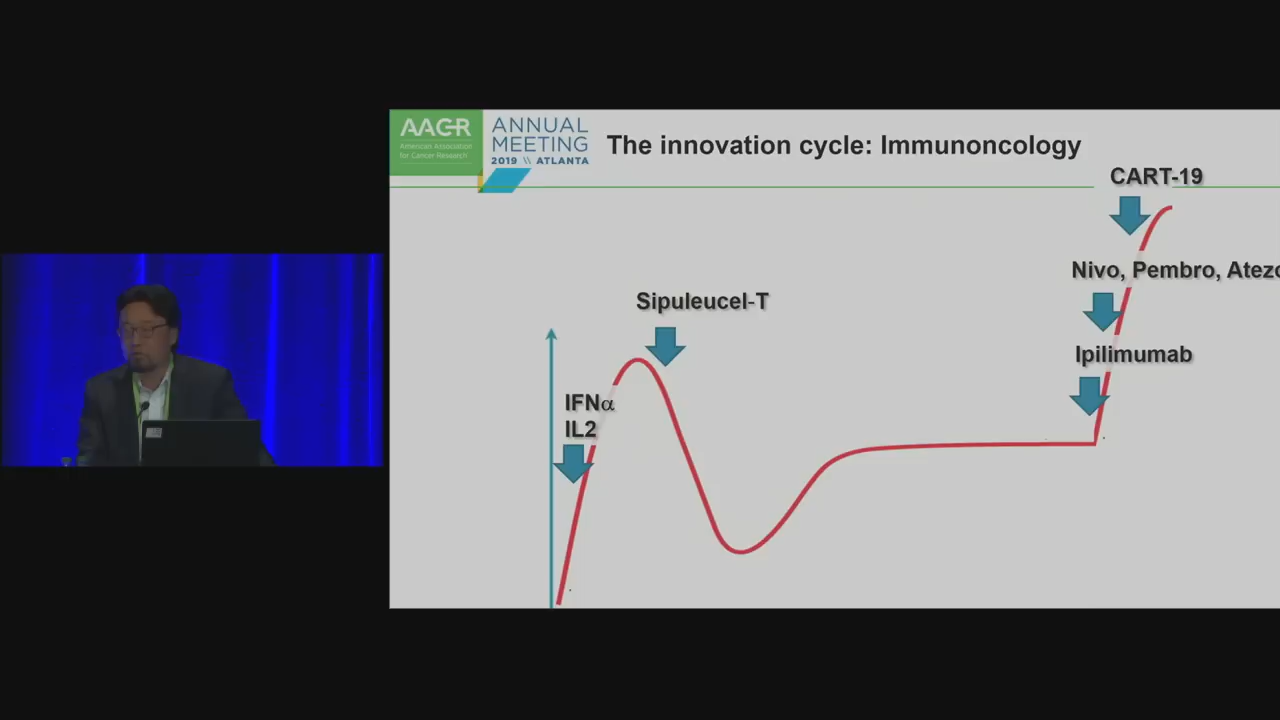 AACR
American Association
for Cancer Research
ANNUAL
MEETING
2019 \\ ATLANTA
The innovation cycle: Immunoncology
CART-19
Nivo, Pembro, Atezo
Sipuleucel-T
Ipilimumab
IFNα
IL2